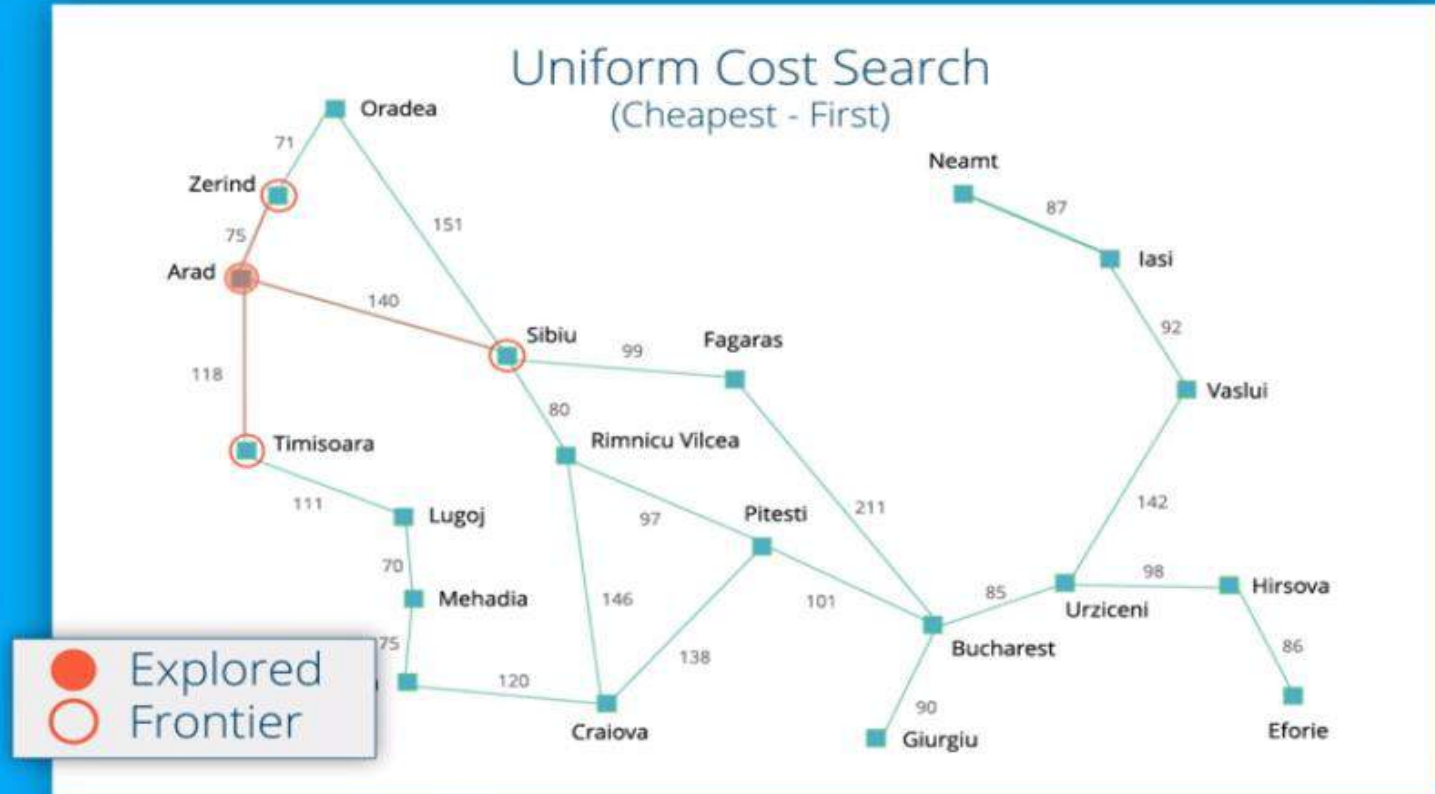 Uniform Cost Search
(Cheapest - First)
Oradea
71
Neamt
Zerind
87
151
75
Iasi
Arad
140
Sibiu
92
Fagaras
99
118
Vaslui
80
Timisoara
Rimnicu Vilcea
111
142
211
Lugoj
97
Pitesti
70
98
Hirsova
Mehadia
146
101
85
Urziceni
75
138
Bucharest
86
Explored
120
Frontier
90
Craiova
Giurgiu
Eforie